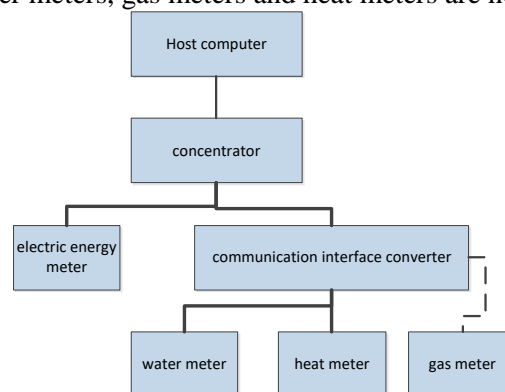 meters, gas meters and heat meters are
Host computer
concentrator
electric energy
meter
communication interface converter
water meter
heat meter
gas meter